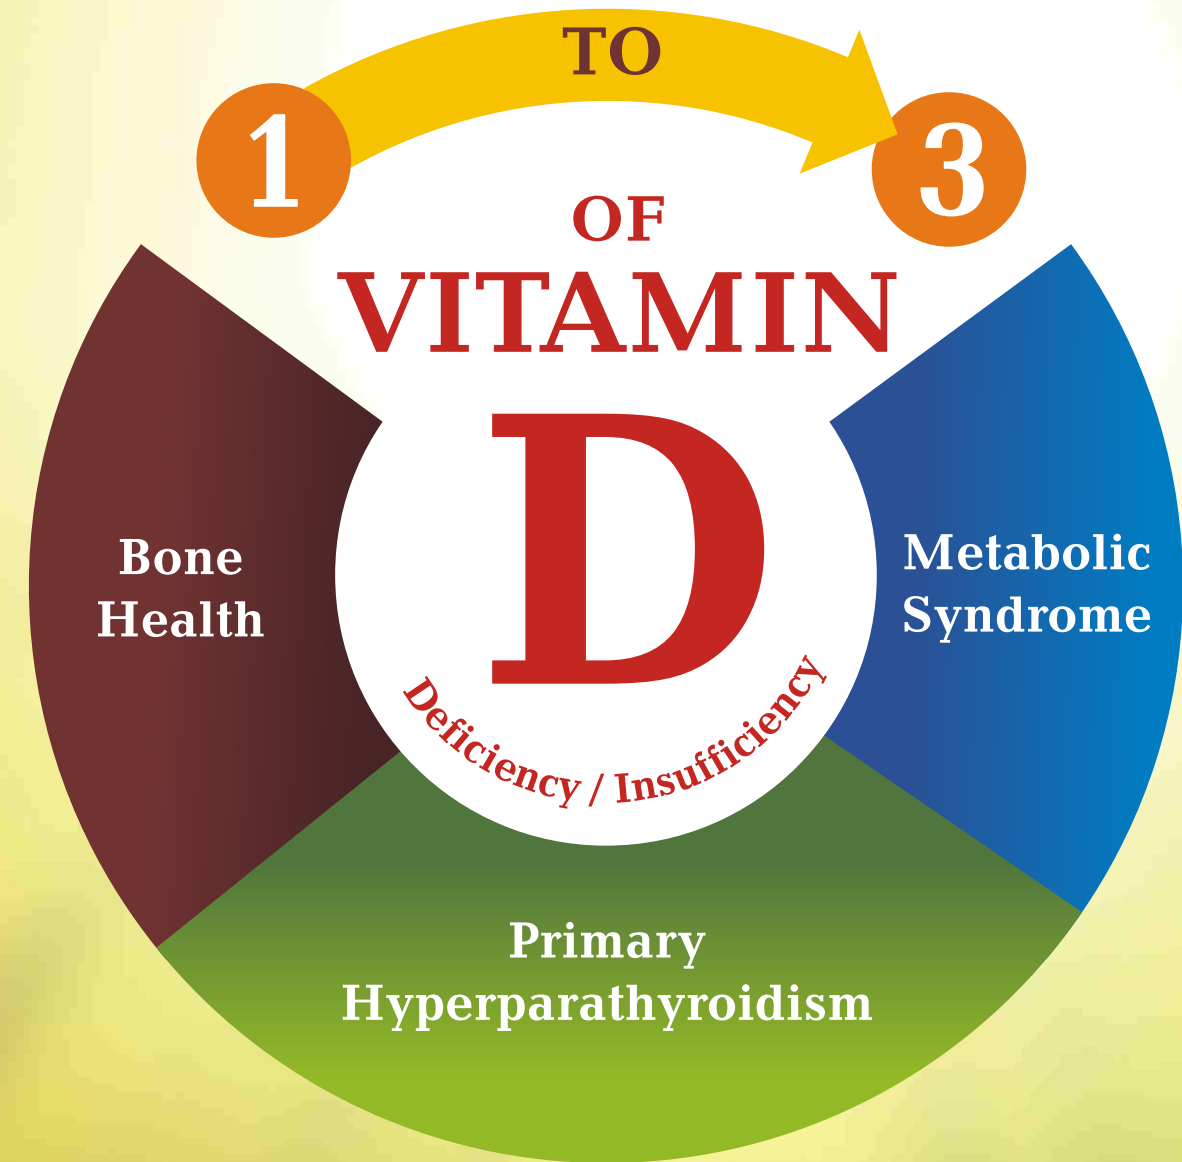 1
TO
3
OF
VITAMIN
D
Deficiency / Insufficiency
Bone
Health
Primary
Hyperparathyroidism
Metabolic
Syndrome